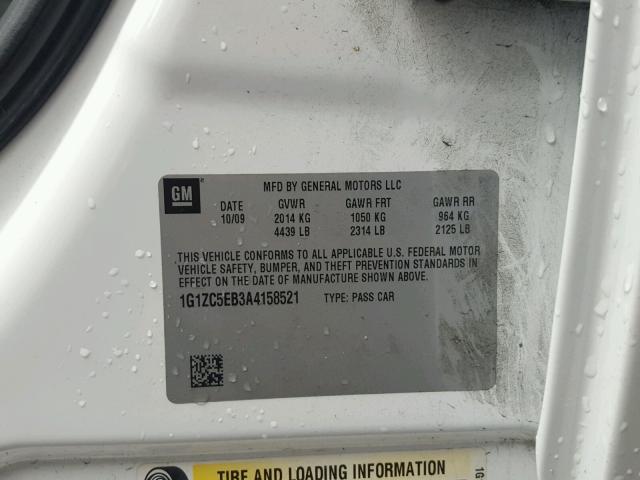 GM
MFD BY GENERAL MOTORS LLC
DATE GVWR GAWR FRT GAWR RR
10/09 2014 KG 1050 KG 964 KG
4439 LB 2314 LB 2125 LB
THIS VEHICLE CONFORMS TO ALL APPLICABLE U.S. FEDERAL MOTOR
VEHICLE SAFETY, BUMPER, AND THEFT PREVENTION STANDARDS
IN EFFECT ON THE DATE OF MANUFACTURE SHOWN ABOVE.
1G1ZC5EB3A4158521 TYPE: PASS CAR
TIRE AND LOADING INFORMATION
1G